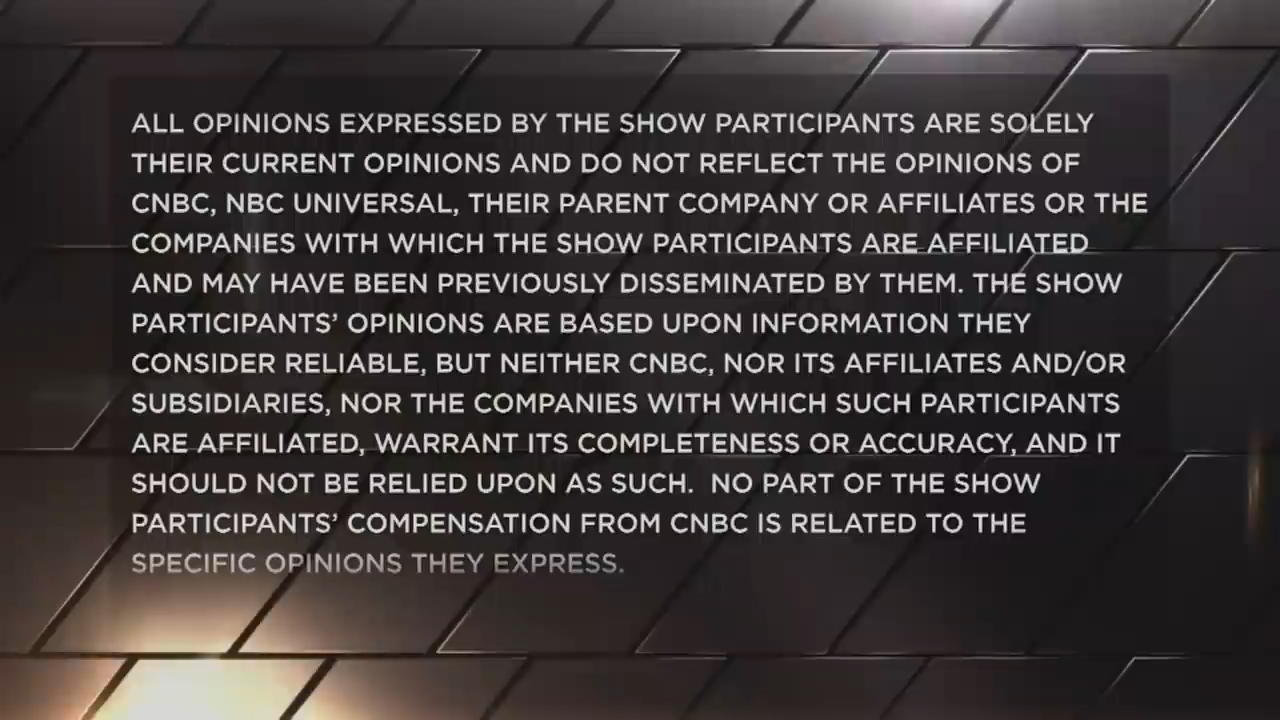 ALL OPINIONS EXPRESSED BY THE SHOW PARTICIPANTS ARE SOLELY
THEIR CURRENT OPINIONS AND DO NOT REFLECT THE OPINIONS OF
CNBC, NBC UNIVERSAL, THEIR PARENT COMPANY OR AFFILIATES OR THE
COMPANIES WITH WHICH THE SHOW PARTICIPANTS ARE AFFILIATED
AND MAY HAVE BEEN PREVIOUSLY DISSEMINATED BY THEM. THE SHOW
PARTICIPANTS’ OPINIONS ARE BASED UPON INFORMATION THEY
CONSIDER RELIABLE, BUT NEITHER CNBC, NOR ITS AFFILIATES AND/OR
SUBSIDIARIES, NOR THE COMPANIES WITH WHICH SUCH PARTICIPANTS
ARE AFFILIATED, WARRANT ITS COMPLETENESS OR ACCURACY, AND IT
SHOULD NOT BE RELIED UPON AS SUCH.  NO PART OF THE SHOW
PARTICIPANTS’ COMPENSATION FROM CNBC IS RELATED TO THE
SPECIFIC OPINIONS THEY EXPRESS.